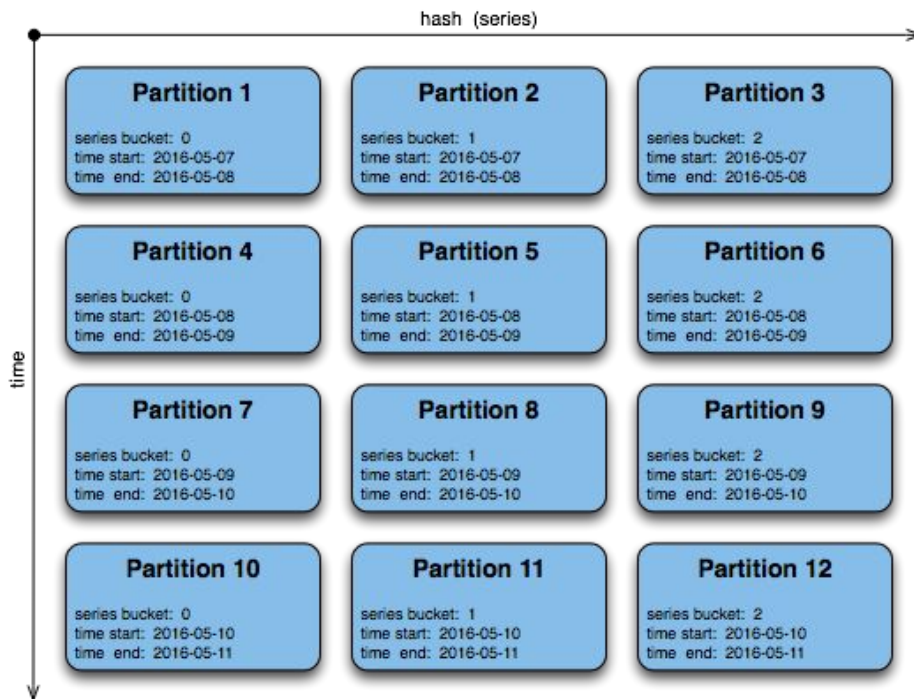 hash (series)
time
Partition 1
series bucket: 0
time start: 2016-05-07
time end: 2016-05-08
Partition 2
series bucket: 1
time start: 2016-05-07
time end: 2016-05-08
Partition 3
series bucket: 2
time start: 2016-05-07
time end: 2016-05-08
Partition 4
series bucket: 0
time start: 2016-05-08
time end: 2016-05-09
Partition 5
series bucket: 1
time start: 2016-05-08
time end: 2016-05-09
Partition 6
series bucket: 2
time start: 2016-05-08
time end: 2016-05-09
Partition 7
series bucket: 0
time start: 2016-05-09
time end: 2016-05-10
Partition 8
series bucket: 1
time start: 2016-05-09
time end: 2016-05-10
Partition 9
series bucket: 2
time start: 2016-05-09
time end: 2016-05-10
Partition 10
series bucket: 0
time start: 2016-05-10
time end: 2016-05-11
Partition 11
series bucket: 1
time start: 2016-05-10
time end: 2016-05-11
Partition 12
series bucket: 2
time start: 2016-05-10
time end: 2016-05-11